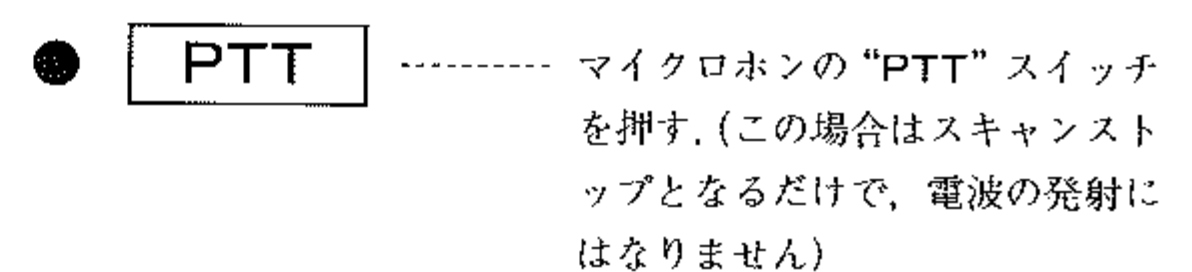 ● PTT --------- マイクロホンの“PTT”スイッチ
を押す.(この場合はスキャンスト
ップとなるだけで,電波の発射に
はなりません)